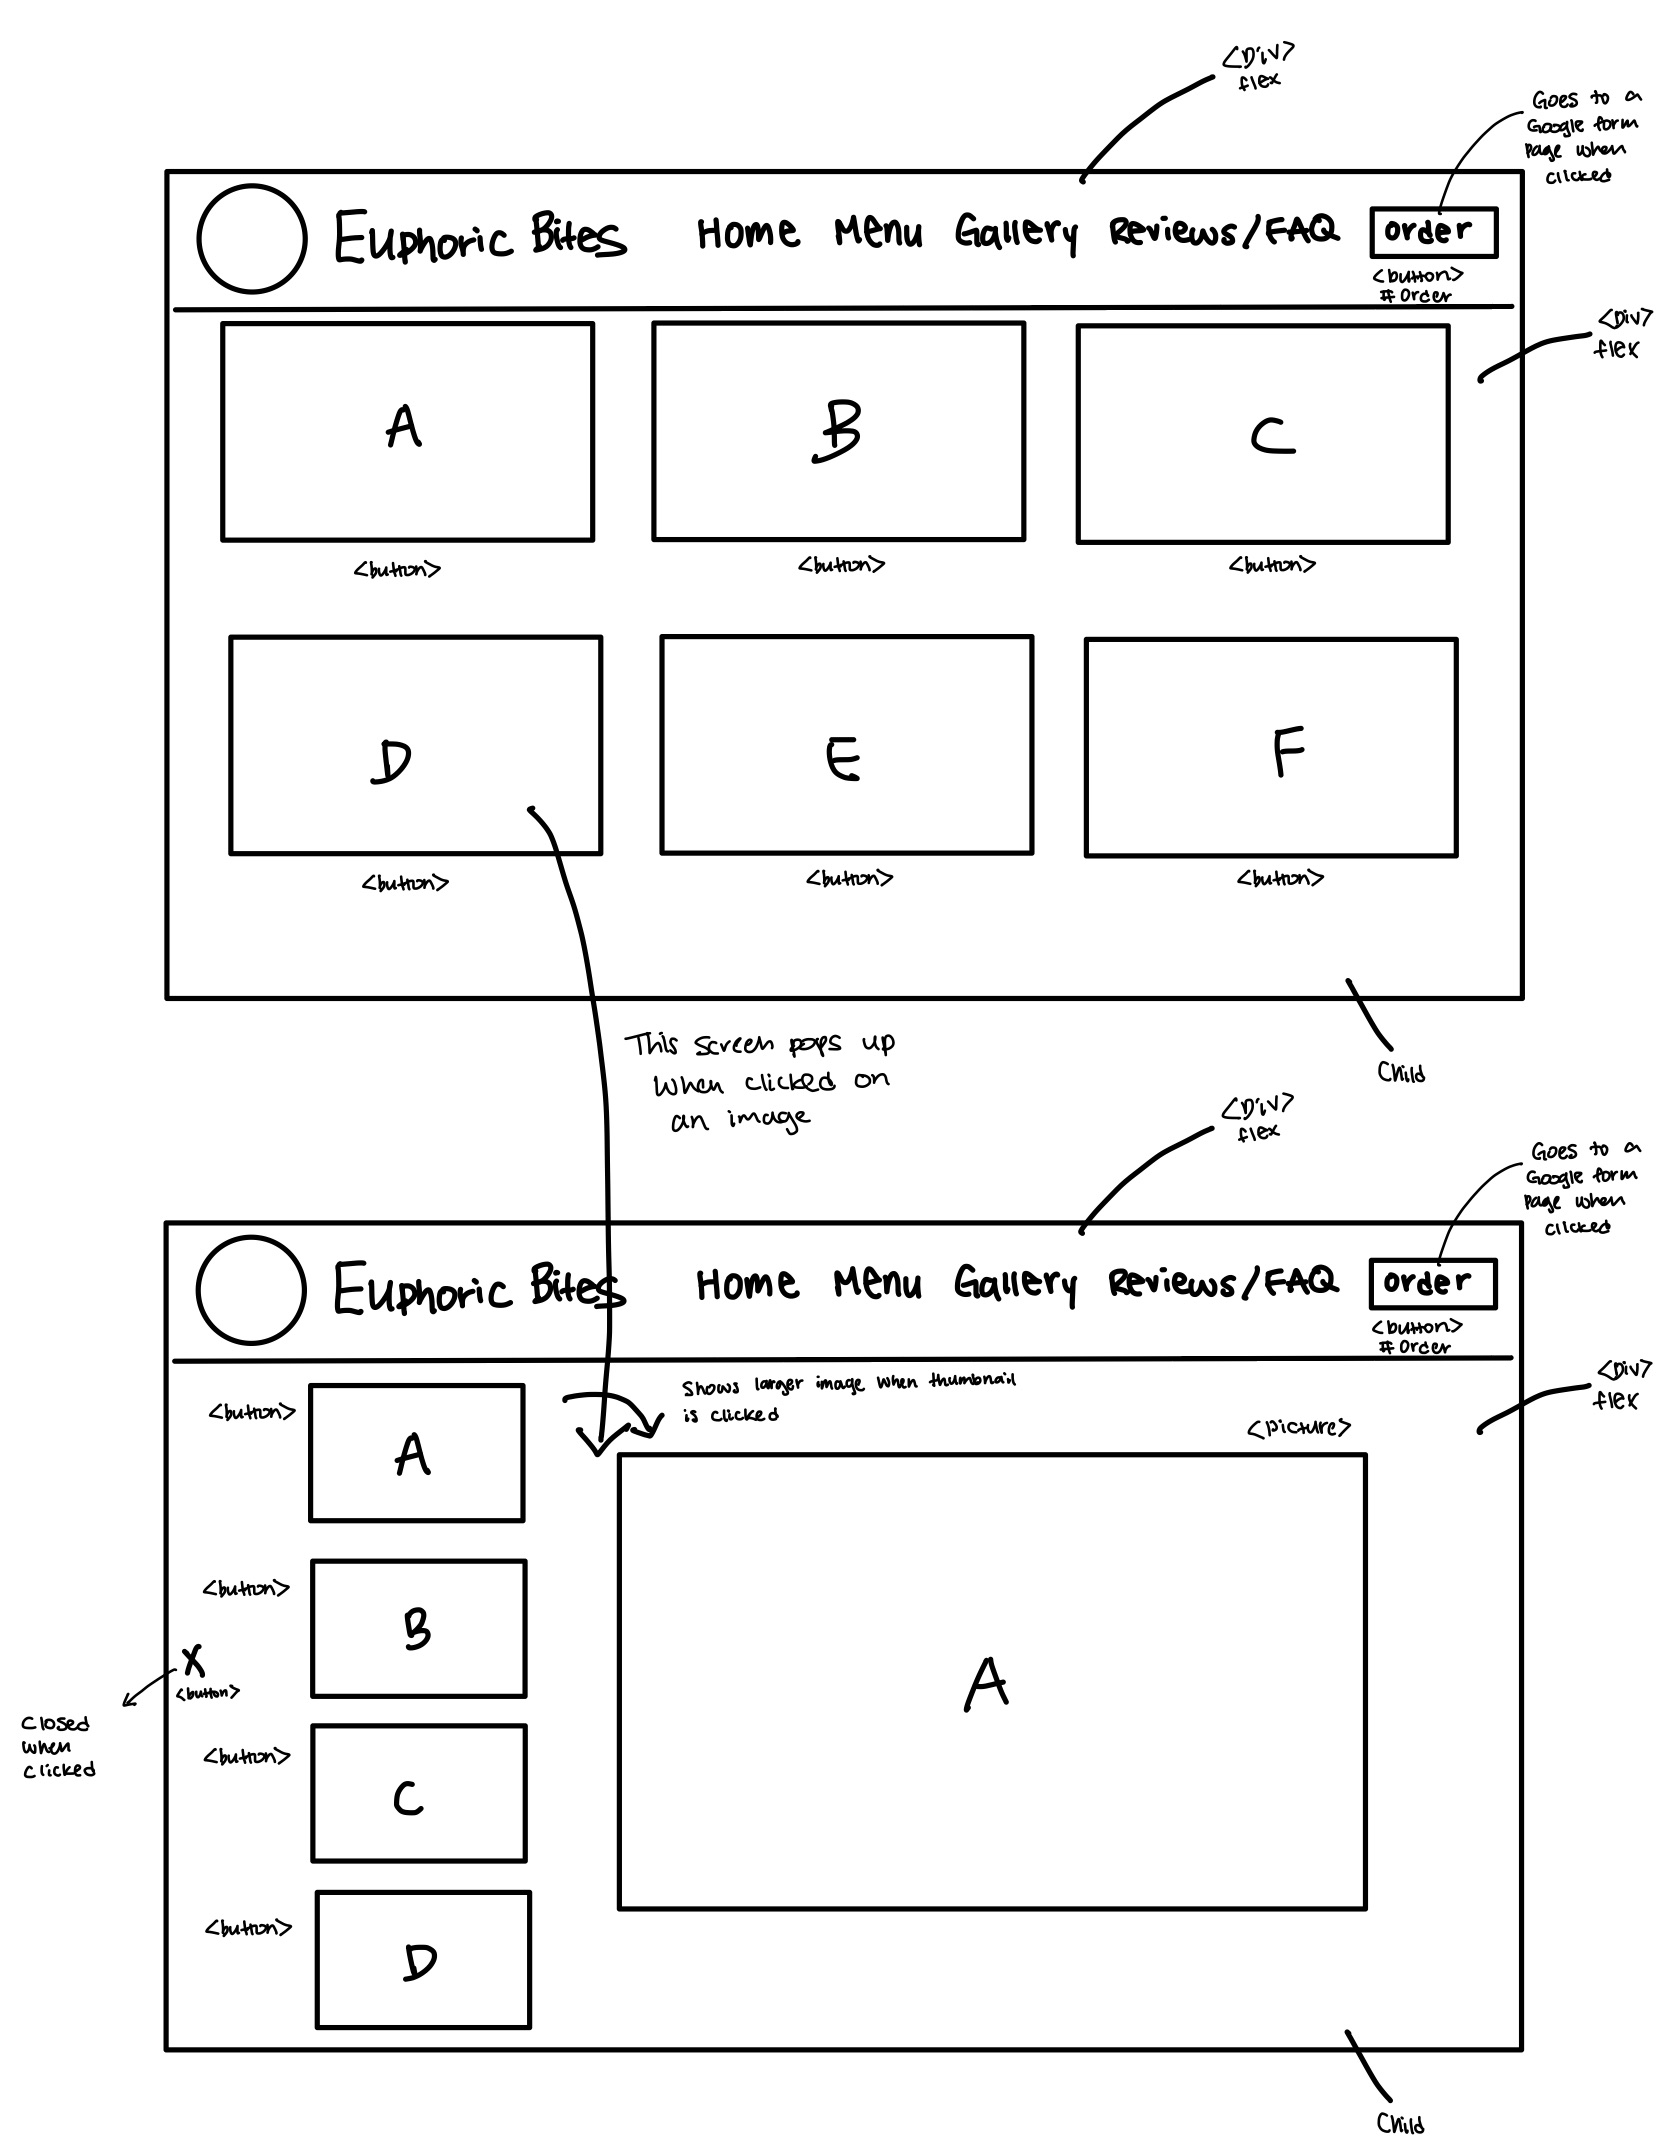 <Div>
flex
Goes to a
Google form
page when
clicked
Euphoric Bites Home Menu Gallery Reviews/FAQ order
<button>
#Order
<Div>
flex
A B C
<button> <button> <button>
D E F
<button> <button> <button>
This screen pops up
when clicked on
an image
Child
<Div>
flex
Goes to a
Google form
page when
clicked
Euphoric Bites Home Menu Gallery Reviews/FAQ order
<button>
#Order
<Div>
flex
Shows larger image when thumbnail
is clicked
<picture>
<button> A
<button> B
X
<button>
Closed
when
clicked
<button> C
<button> D
A
Child